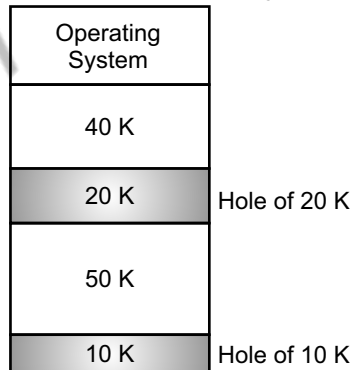 Operating
System
40 K
20 K
Hole of 20 K
50 K
10 K
Hole of 10 K